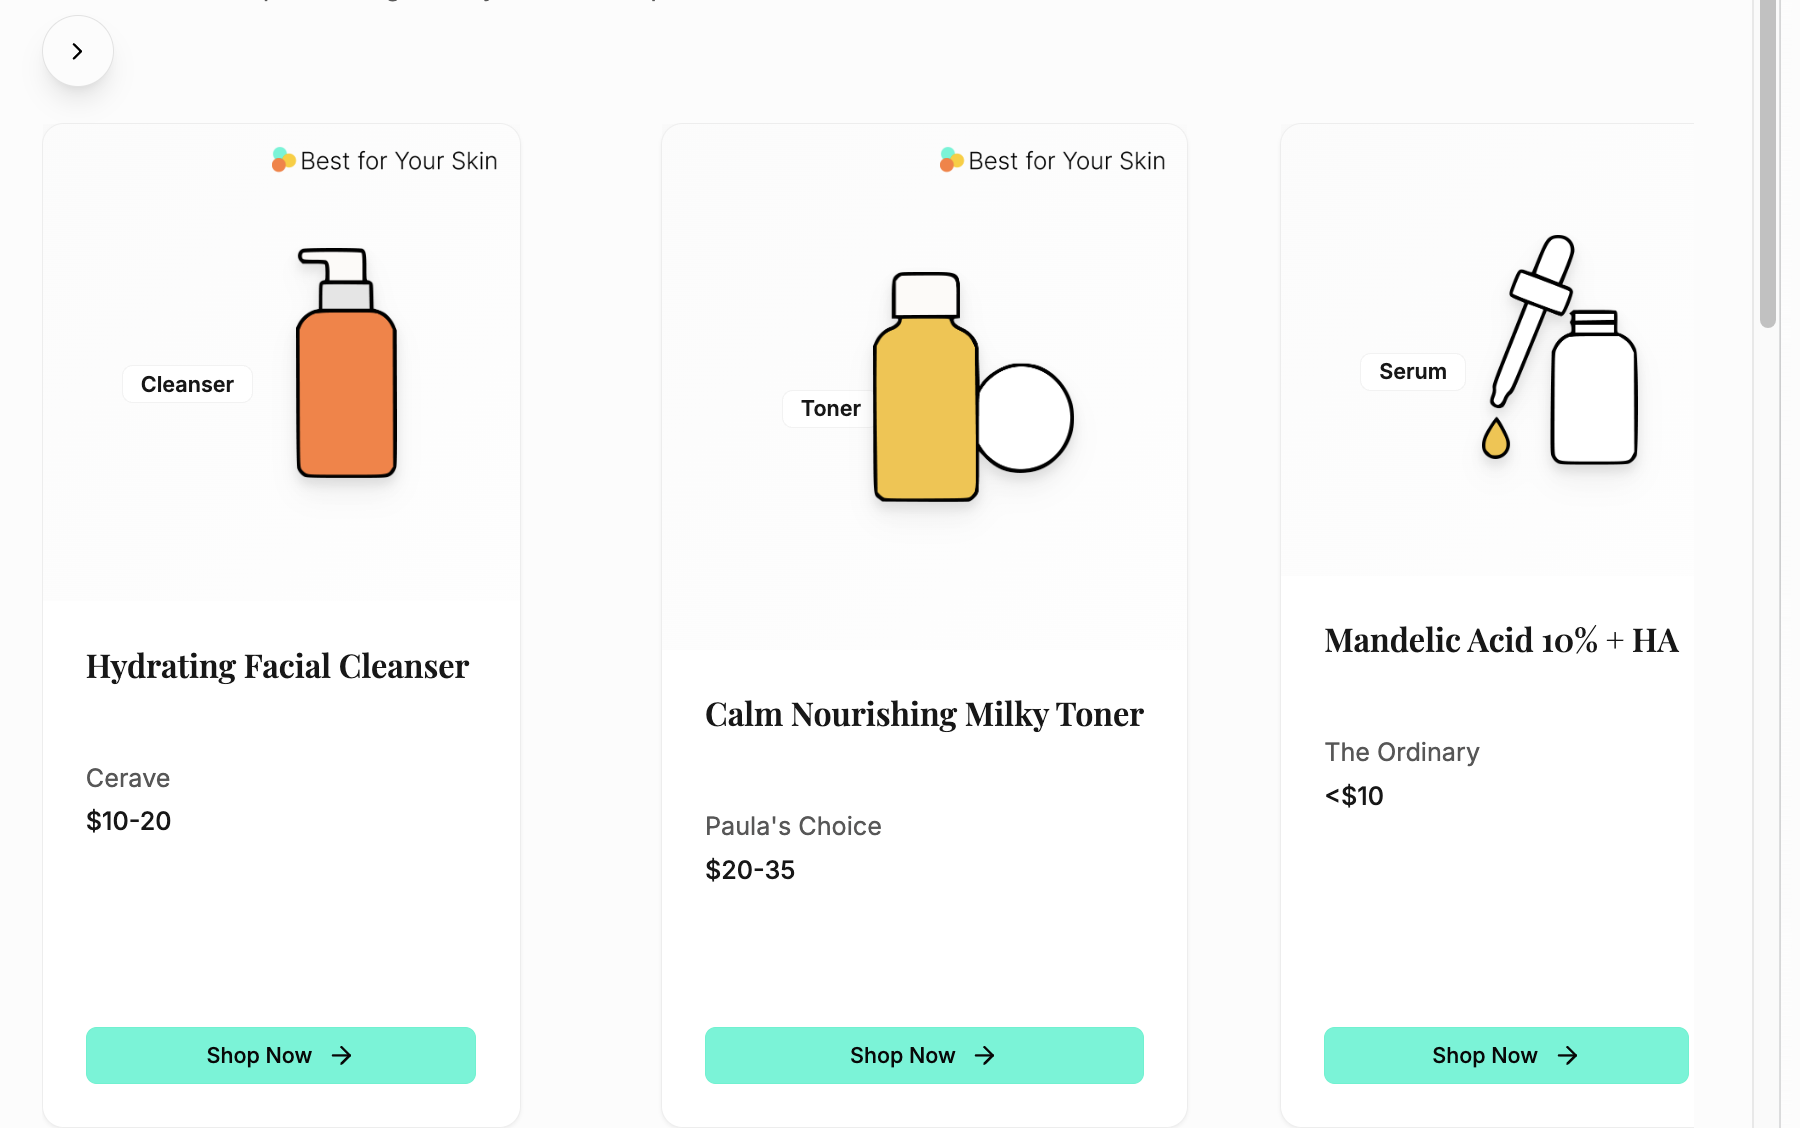 Best for Your Skin
Cleanser
Hydrating Facial Cleanser
Cerave
$10-20
Shop Now
Best for Your Skin
Toner
Calm Nourishing Milky Toner
Paula's Choice
$20-35
Shop Now
Serum
Mandelic Acid 10% + HA
The Ordinary
<$10
Shop Now